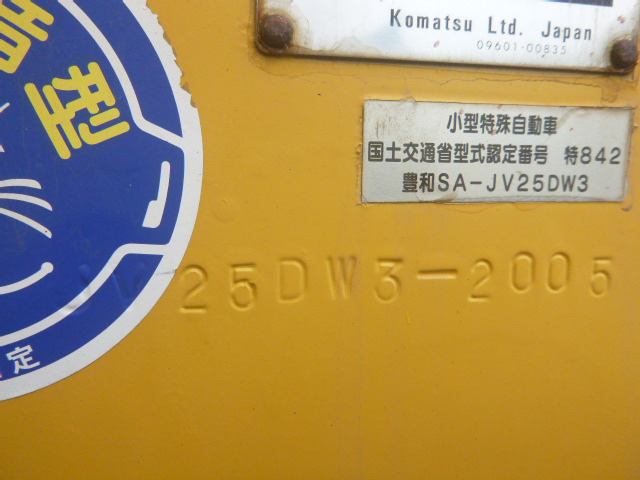 Komatsu Ltd. Japan
09601-00835
小型特殊自動車
国土交通省型式認定番号 特842
豊和SA-JV25DW3
JV25DW3-2005
型
定